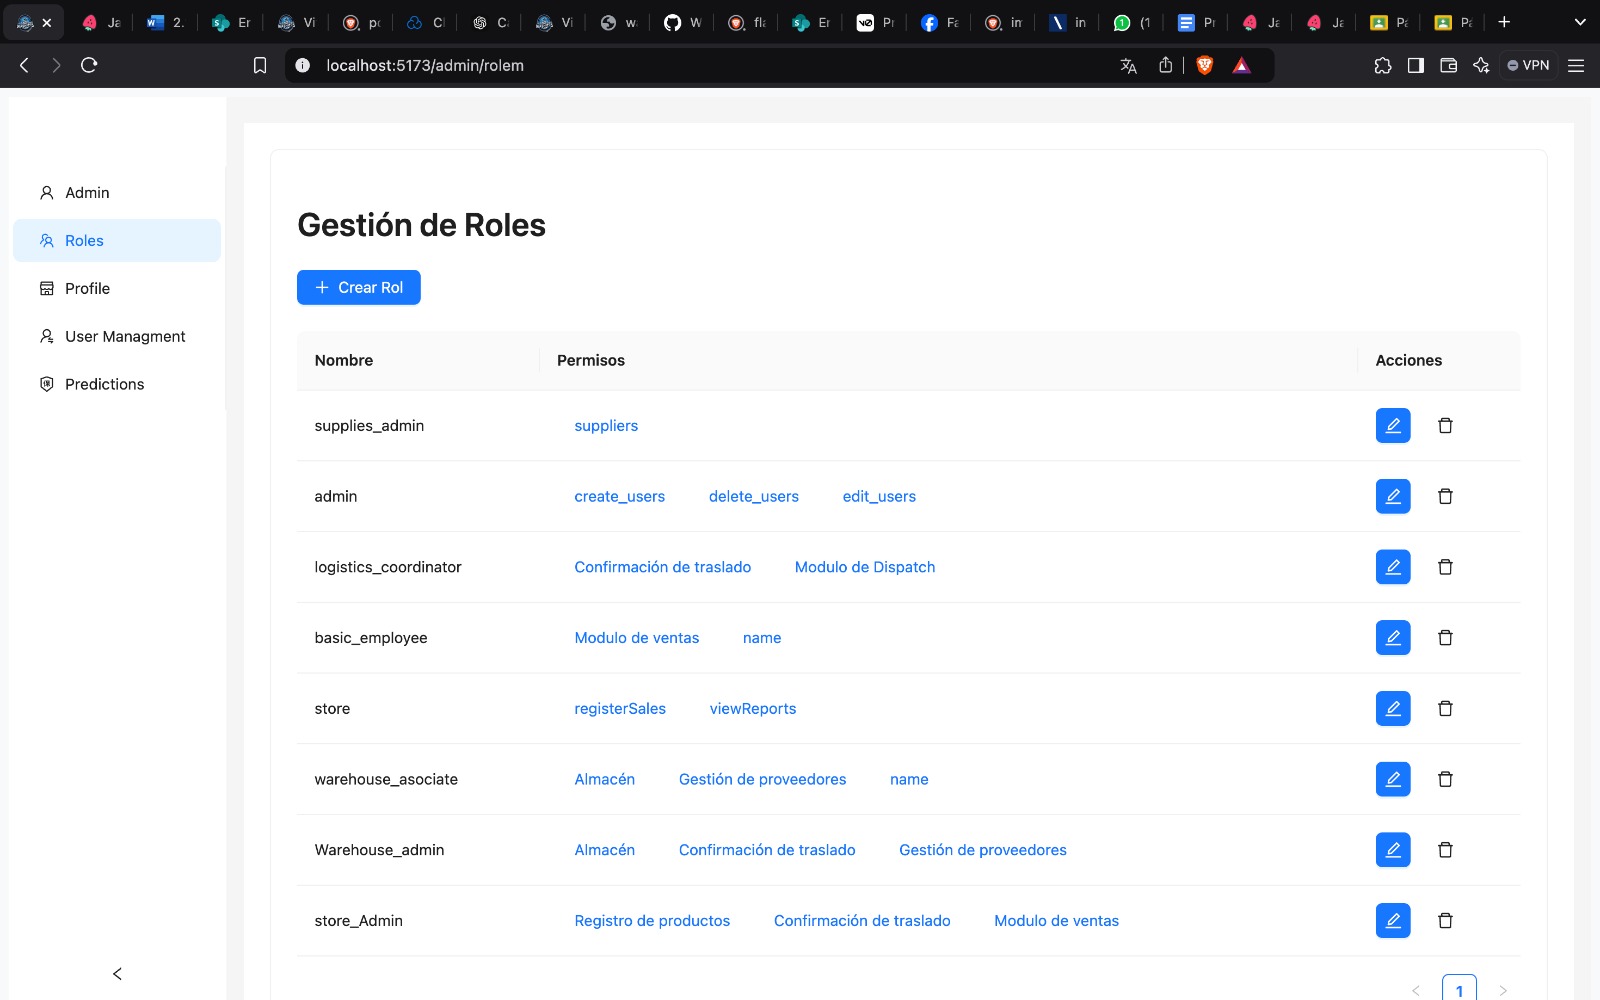 Ja
2.
Er
Vi
po
C
C
Vi
w
W
fla
Er
Pr
Fa
in
in
(1
Pr
Ja
Ja
Pa
Pa
localhost:5173/admin/rolem
VPN
Admin
Roles
Profile
User Managment
Predictions
Gestión de Roles
Crear Rol
Nombre Permisos Acciones
supplies_admin suppliers
admin create_users delete_users edit_users
logistics_coordinator Confirmación de traslado Modulo de Dispatch
basic_employee Modulo de ventas name
store registerSales viewReports
warehouse_asociate Almacén Gestión de proveedores name
Warehouse_admin Almacén Confirmación de traslado Gestión de proveedores
store_Admin Registro de productos Confirmación de traslado Modulo de ventas
1